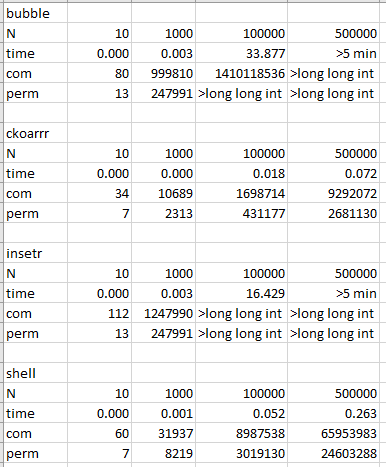 bubble
N 10 1000 100000 500000
time 0.000 0.003 33.877 >5 min
com 80 999810 1410118536 >long long int
perm 13 247991 >long long int >long long int
ckoarrr
N 10 1000 100000 500000
time 0.000 0.000 0.018 0.072
com 34 10689 1698714 9292072
perm 7 2313 431177 2681130
insetr
N 10 1000 100000 500000
time 0.000 0.003 16.429 >5 min
com 112 1247990 >long long int >long long int
perm 13 247991 >long long int >long long int
shell
N 10 1000 100000 500000
time 0.000 0.001 0.052 0.263
com 60 31937 8987538 65953983
perm 7 8219 3019130 24603288